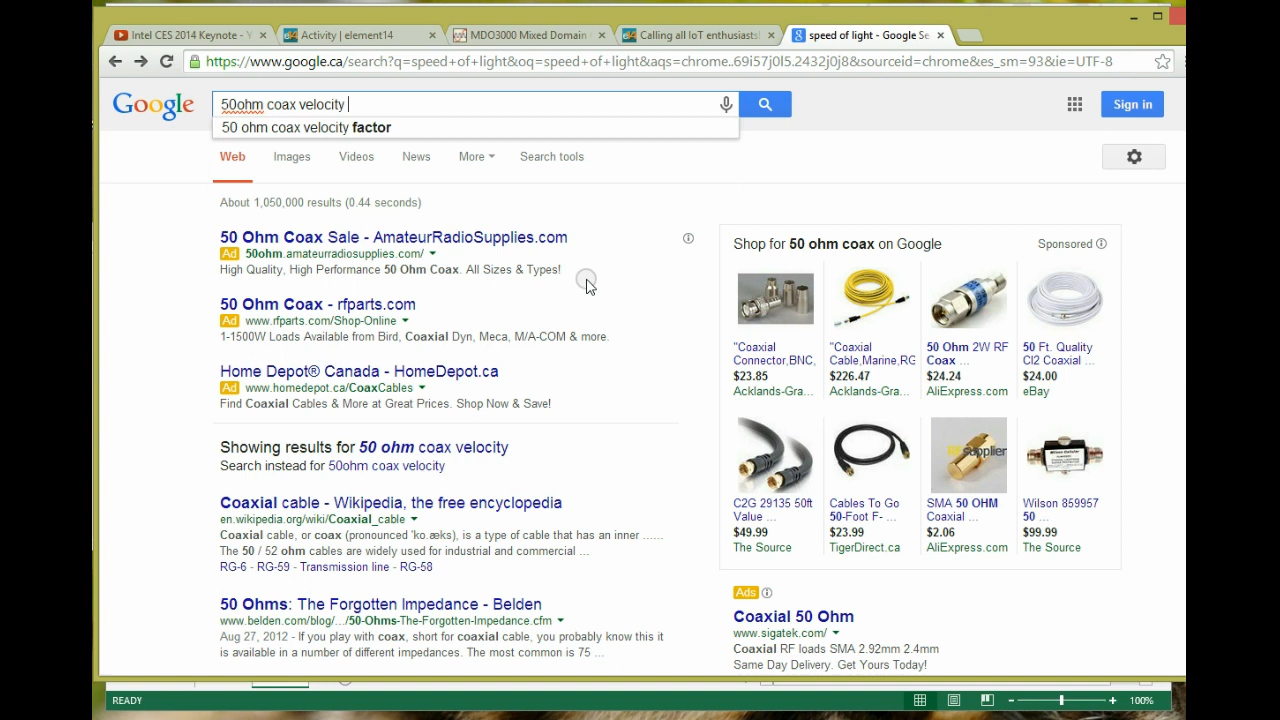 Intel CES 2014 Keynote - Y
Activity | element14
MDO3000 Mixed Domain
Calling all IoT enthusiasts!
speed of light - Google Se
https://www.google.ca/search?q=speed+of+light&oq=speed+of+light&aqs=chrome..69i57j0l5.2432j0j8&sourceid=chrome&es_sm=93&ie=UTF-8
Google
50ohm coax velocity
Sign in
50 ohm coax velocity factor
Web Images Videos News More Search tools
About 1,050,000 results (0.44 seconds)
50 Ohm Coax Sale - AmateurRadioSupplies.com
Ad 50ohm.amateurradiosupplies.com/
High Quality, High Performance 50 Ohm Coax. All Sizes & Types!
50 Ohm Coax - rfparts.com
Ad www.rfparts.com/Shop-Online
1-1500W Loads Available from Bird, Coaxial Dyn, Meca, M/A-COM & more.
Home Depot® Canada - HomeDepot.ca
Ad www.homedepot.ca/CoaxCables
Find Coaxial Cables & More at Great Prices. Shop Now & Save!
Showing results for 50 ohm coax velocity
Search instead for 50ohm coax velocity
Coaxial cable - Wikipedia, the free encyclopedia
en.wikipedia.org/wiki/Coaxial_cable
Coaxial cable, or coax (pronounced 'ko.æks), is a type of cable that has an inner ......
The 50 / 52 ohm cables are widely used for industrial and commercial ...
RG-6 - RG-59 - Transmission line - RG-58
50 Ohms: The Forgotten Impedance - Belden
www.belden.com/blog/.../50-Ohms-The-Forgotten-Impedance.cfm
Aug 27, 2012 - If you play with coax, short for coaxial cable, you probably know this it
is available in a number of different impedances. The most common is 75 ...
Shop for 50 ohm coax on Google
Sponsored
"Coaxial
Connector,BNC,
$23.85
Acklands-Gra...
"Coaxial
Cable,Marine,RG
$226.47
Acklands-Gra...
50 Ohm 2W RF
Coax ...
$24.24
AliExpress.com
50 Ft. Quality
Cl2 Coaxial ...
$24.00
eBay
C2G 29135 50ft
Value ...
$49.99
The Source
Cables To Go
50-Foot F- ...
$23.99
TigerDirect.ca
SMA 50 OHM
Coaxial ...
$2.06
AliExpress.com
Wilson 859957
50 ...
$99.99
The Source
Ads
Coaxial 50 Ohm
www.sigatek.com/
Coaxial RF loads SMA 2.92mm 2.4mm
Same Day Delivery. Get Yours Today!
READY
100%